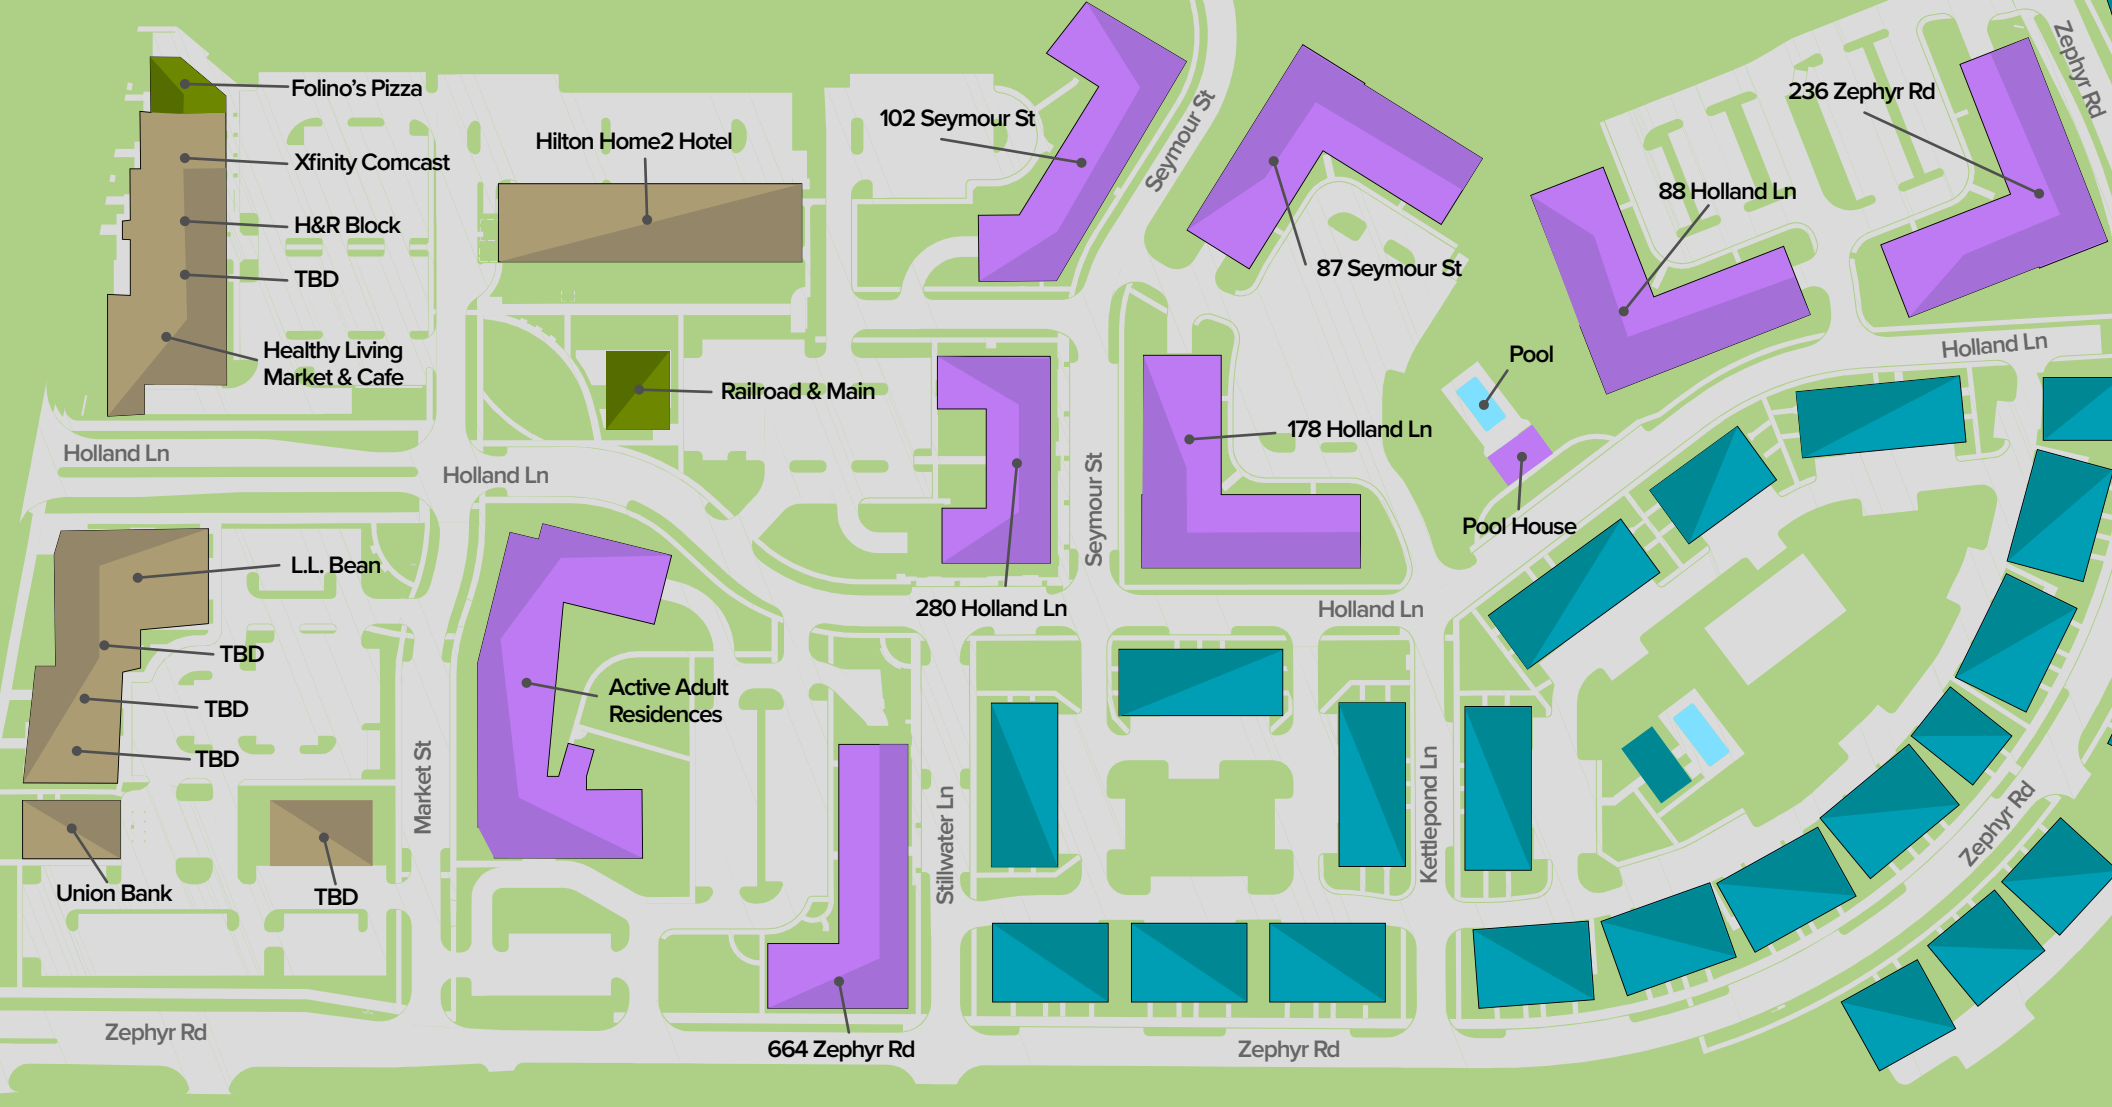 Zephyr Rd
Folino's Pizza
236 Zephyr Rd
102 Seymour St
Seymour St
Hilton Home2 Hotel
Xfinity Comcast
88 Holland Ln
H&R Block
87 Seymour St
TBD
Holland Ln
Healthy Living
Market & Cafe
Pool
Railroad & Main
178 Holland Ln
Holland Ln
Holland Ln
Seymour St
Pool House
L.L. Bean
280 Holland Ln
Holland Ln
TBD
Active Adult
Residences
TBD
TBD
Market St
Stillwater Ln
Kettlepond Ln
Zephyr Rd
Union Bank
TBD
Zephyr Rd
664 Zephyr Rd
Zephyr Rd